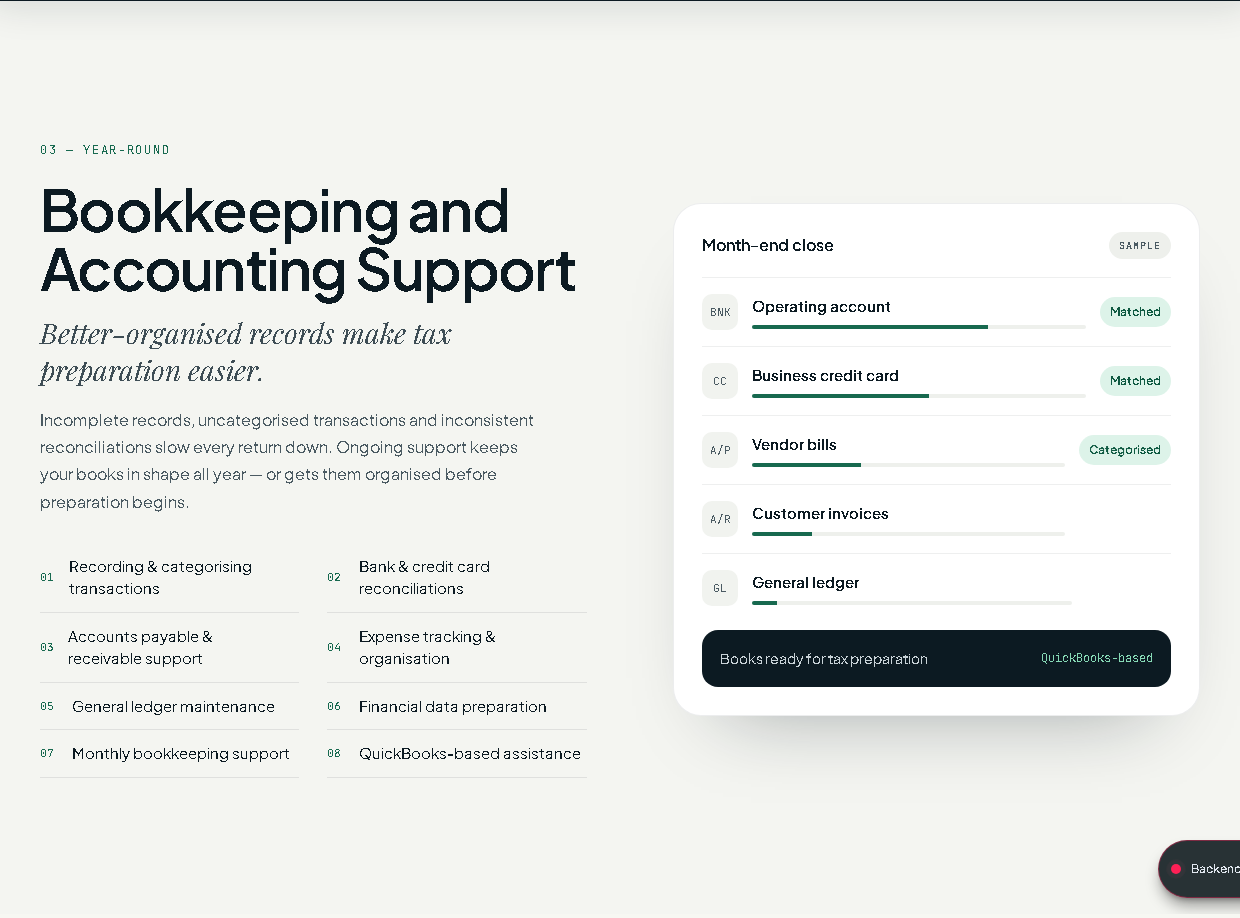 03 — YEAR-ROUND
Bookkeeping and
Accounting Support
Better-organised records make tax
preparation easier.
Incomplete records, uncategorised transactions and inconsistent
reconciliations slow every return down. Ongoing support keeps
your books in shape all year — or gets them organised before
preparation begins.
01 Recording & categorising
transactions
02 Bank & credit card
reconciliations
03 Accounts payable &
receivable support
04 Expense tracking &
organisation
05 General ledger maintenance
06 Financial data preparation
07 Monthly bookkeeping support
08 QuickBooks-based assistance
Month-end close
SAMPLE
BNK Operating account Matched
CC Business credit card Matched
A/P Vendor bills Categorised
A/R Customer invoices
GL General ledger
Books ready for tax preparation QuickBooks-based